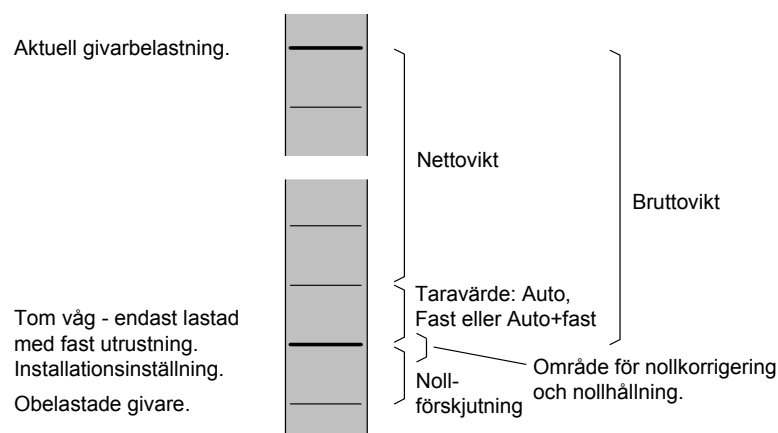 Aktuell givarbelastning.
Nettovikt
Bruttovikt
Taravärde: Auto,
Fast eller Auto+fast
Tom våg - endast lastad
med fast utrustning.
Installationsinställning.
Område för nollkorrigering
och nollhållning.
Noll-
förskjutning
Obelastade givare.